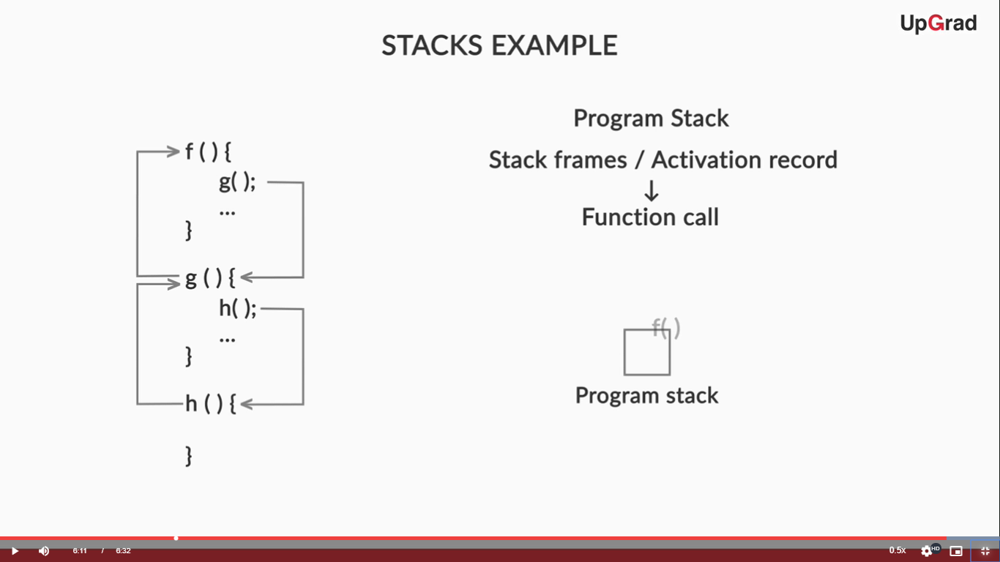 UpGrad
STACKS EXAMPLE
f ( ) {
g( );
...
}
g ( ) {
h( );
...
}
h ( ) {
}
Program Stack
Stack frames / Activation record
↓
Function call
f( )
Program stack
6:11 / 6:32
0.5x
HD